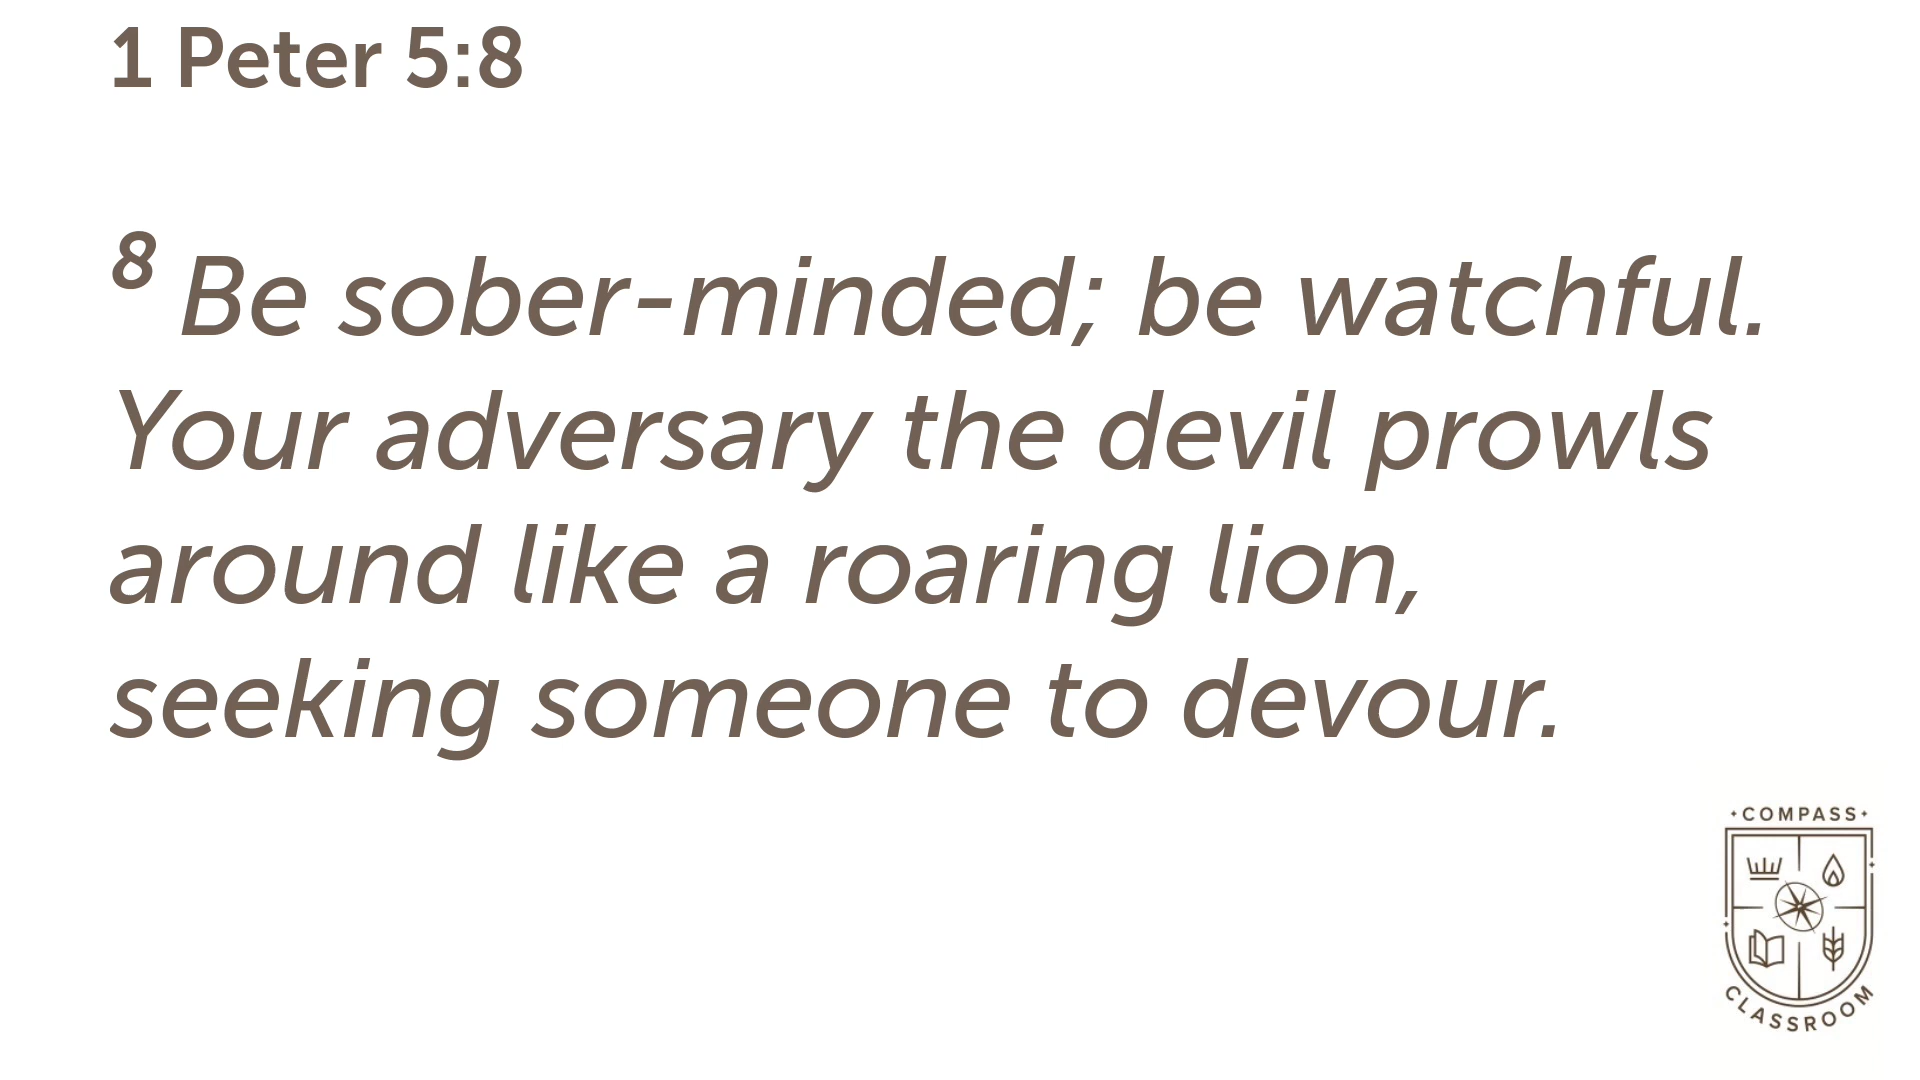 1 Peter 5:8
8 Be sober-minded; be watchful.
Your adversary the devil prowls
around like a roaring lion,
seeking someone to devour.
COMPASS
CLASSROOM